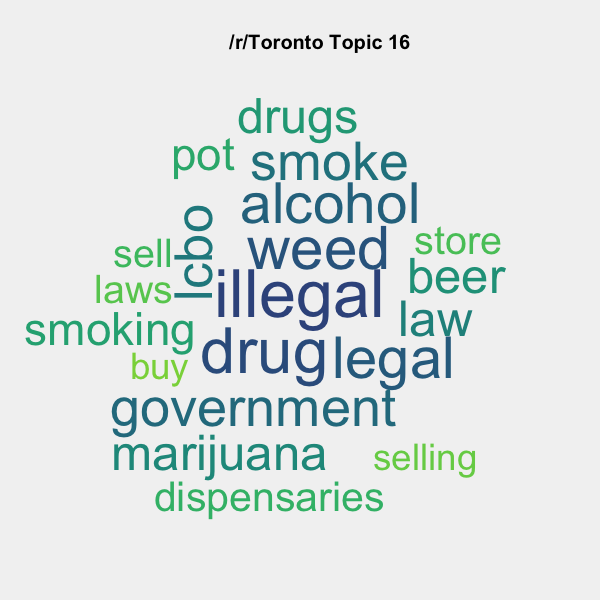 /r/Toronto Topic 16
drugs
pot
smoke
alcohol
lcbo
weed
store
sell
beer
laws
illegal
law
smoking
drug
legal
buy
government
marijuana
selling
dispensaries